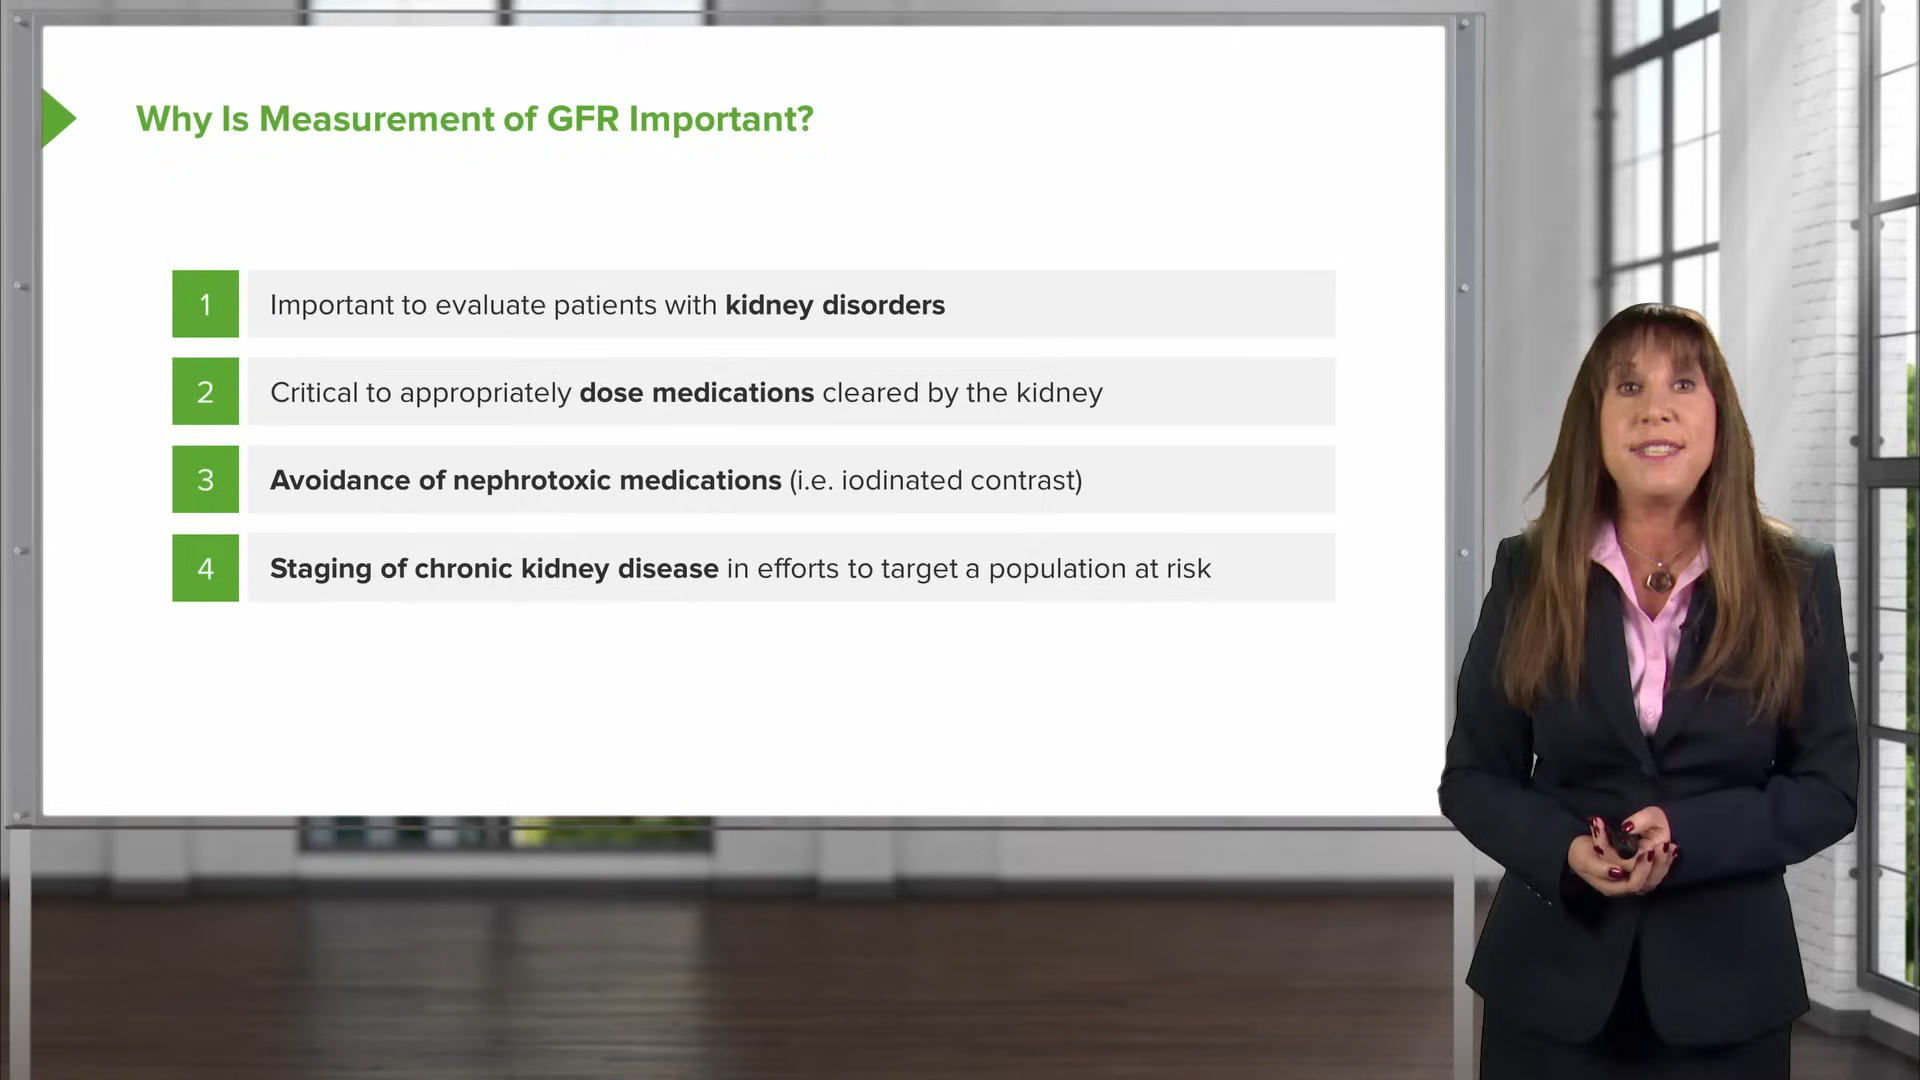 Why Is Measurement of GFR Important?
1 Important to evaluate patients with kidney disorders
2 Critical to appropriately dose medications cleared by the kidney
3 Avoidance of nephrotoxic medications (i.e. iodinated contrast)
4 Staging of chronic kidney disease in efforts to target a population at risk